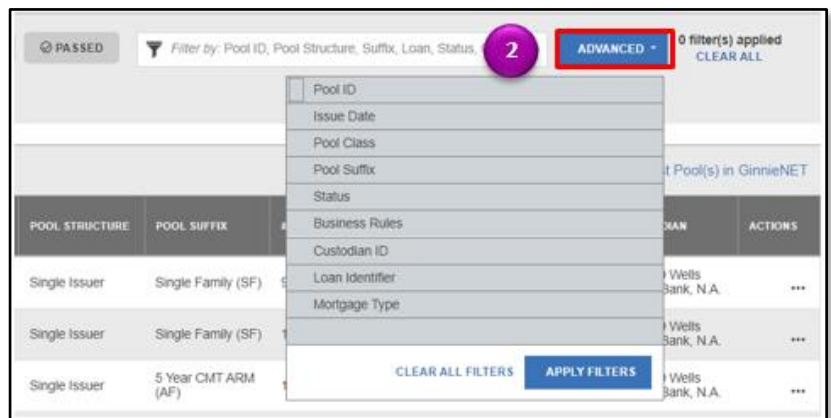 PASSED
Filter by: Pool ID, Pool Structure, Suffix, Loan, Status,
2
ADVANCED
0 filter(s) applied
CLEAR ALL
Pool ID
Issue Date
Pool Class
Pool Suffix
Status
Business Rules
Custodian ID
Loan Identifier
Mortgage Type
CLEAR ALL FILTERS
APPLY FILTERS
t Pool(s) in GinnieNET
POOL STRUCTURE
POOL SUFFIX
DIAN
ACTIONS
Single Issuer
Single Family (SF)
Wells
Bank, N.A.
...
Single Issuer
Single Family (SF)
Wells
Bank, N.A.
...
Single Issuer
5 Year CMT ARM
(AF)
Wells
Bank, N.A.
...